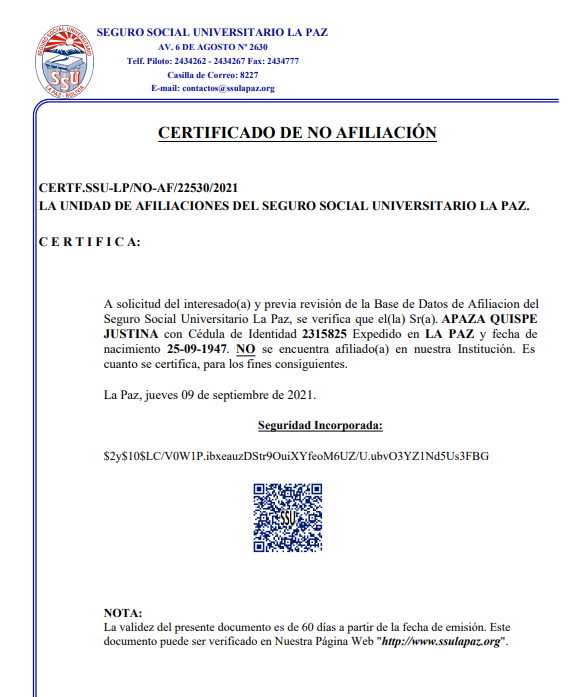 SEGURO SOCIAL UNIVERSITARIO LA PAZ
AV. 6 DE AGOSTO Nº 2630
Telf. Piloto: 2434262 - 2434267 Fax: 2434777
Casilla de Correo: 8227
E-mail: contactos@ssulapaz.org
SEGURO SOCIAL UNIVERSITARIO
SSU
LA PAZ - BOLIVIA
CERTIFICADO DE NO AFILIACIÓN
CERTF.SSU-LP/NO-AF/22530/2021
LA UNIDAD DE AFILIACIONES DEL SEGURO SOCIAL UNIVERSITARIO LA PAZ.
C E R T I F I C A:
A solicitud del interesado(a) y previa revisión de la Base de Datos de Afiliacion del
Seguro Social Universitario La Paz, se verifica que el(la) Sr(a). APAZA QUISPE
JUSTINA con Cédula de Identidad 2315825 Expedido en LA PAZ y fecha de
nacimiento 25-09-1947. NO se encuentra afiliado(a) en nuestra Institución. Es
cuanto se certifica, para los fines consiguientes.
La Paz, jueves 09 de septiembre de 2021.
Seguridad Incorporada:
$2y$10$LC/V0W1P.ibxeauzDStr9OuiXYfeoM6UZ/U.ubvO3YZ1Nd5Us3FBG
SSU
NOTA:
La validez del presente documento es de 60 días a partir de la fecha de emisión. Este
documento puede ser verificado en Nuestra Página Web "http://www.ssulapaz.org".